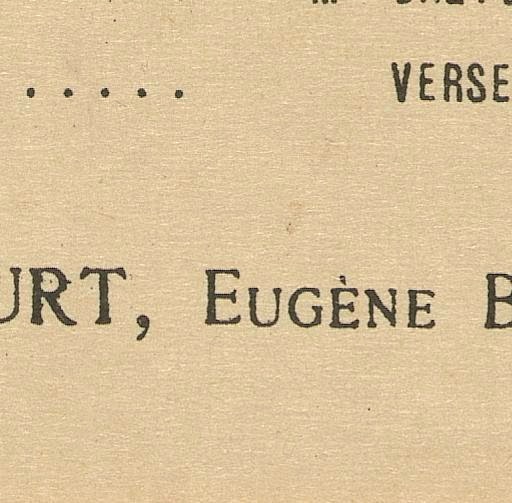 ..... VERSE
URT, EUGÈNE B